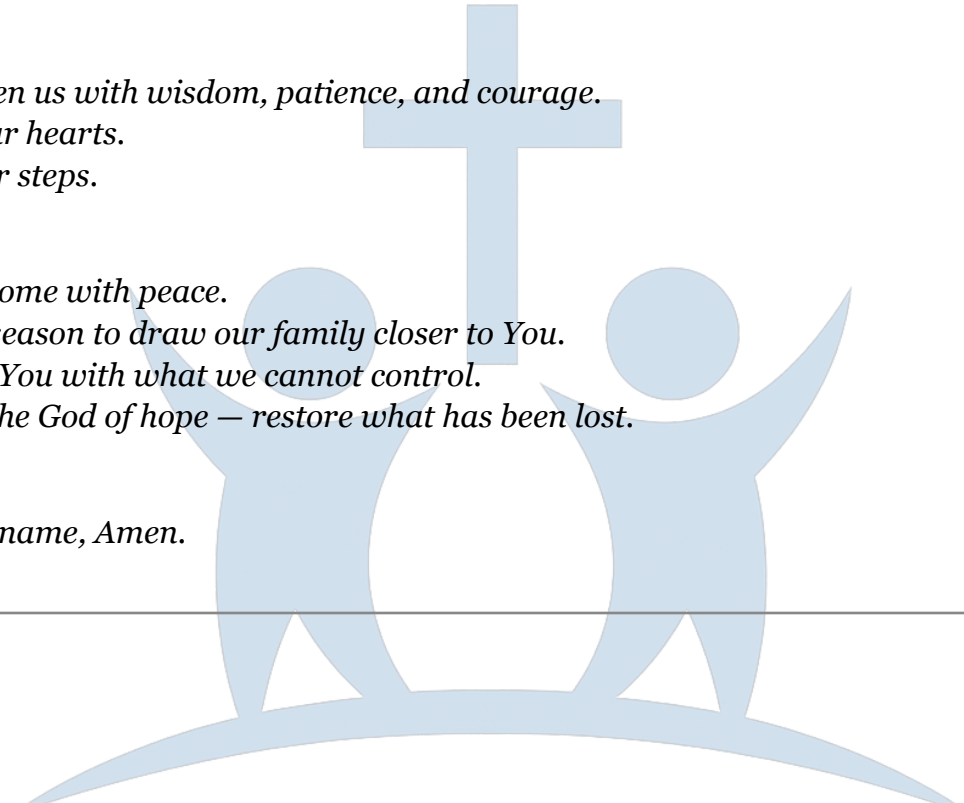 en us with wisdom, patience, and courage.
r hearts.
r steps.
ome with peace.
eason to draw our family closer to You.
You with what we cannot control.
he God of hope — restore what has been lost.
name, Amen.